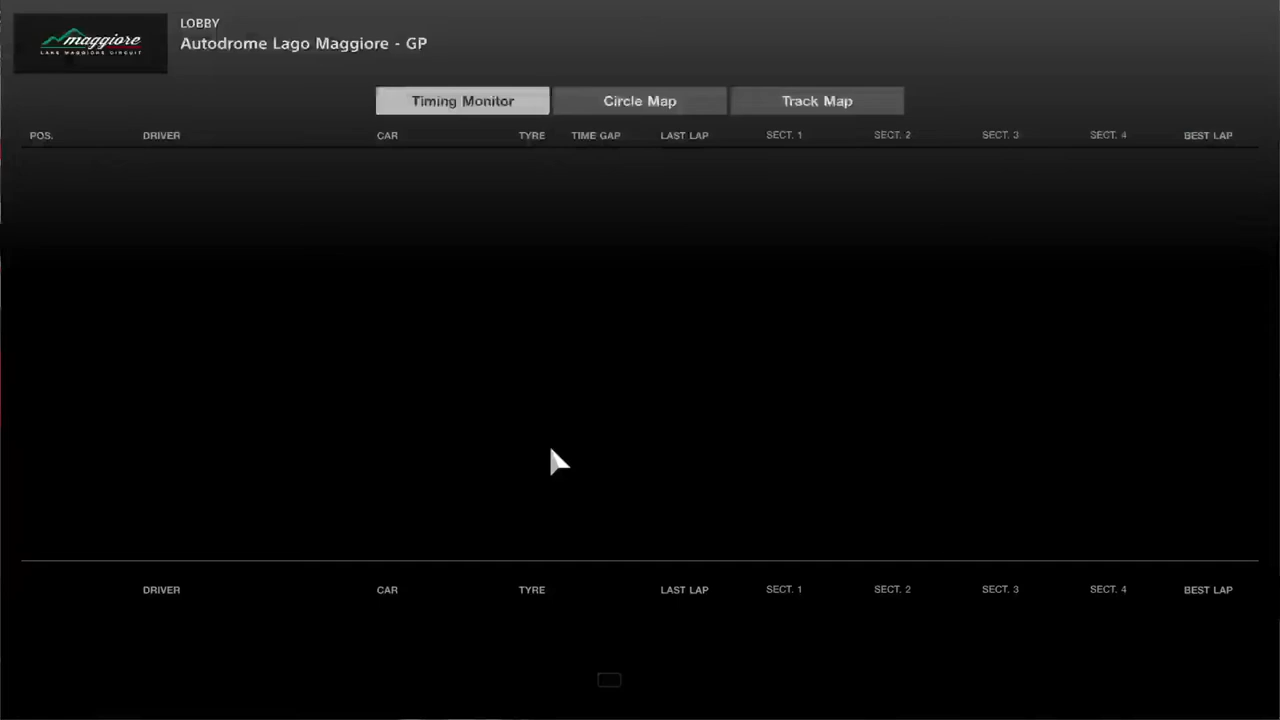 maggiore
LAKE MAGGIORE CIRCUIT
LOBBY
Autodrome Lago Maggiore - GP
Timing Monitor Circle Map Track Map
POS. DRIVER CAR TYRE TIME GAP LAST LAP SECT. 1 SECT. 2 SECT. 3 SECT. 4 BEST LAP
DRIVER CAR TYRE LAST LAP SECT. 1 SECT. 2 SECT. 3 SECT. 4 BEST LAP